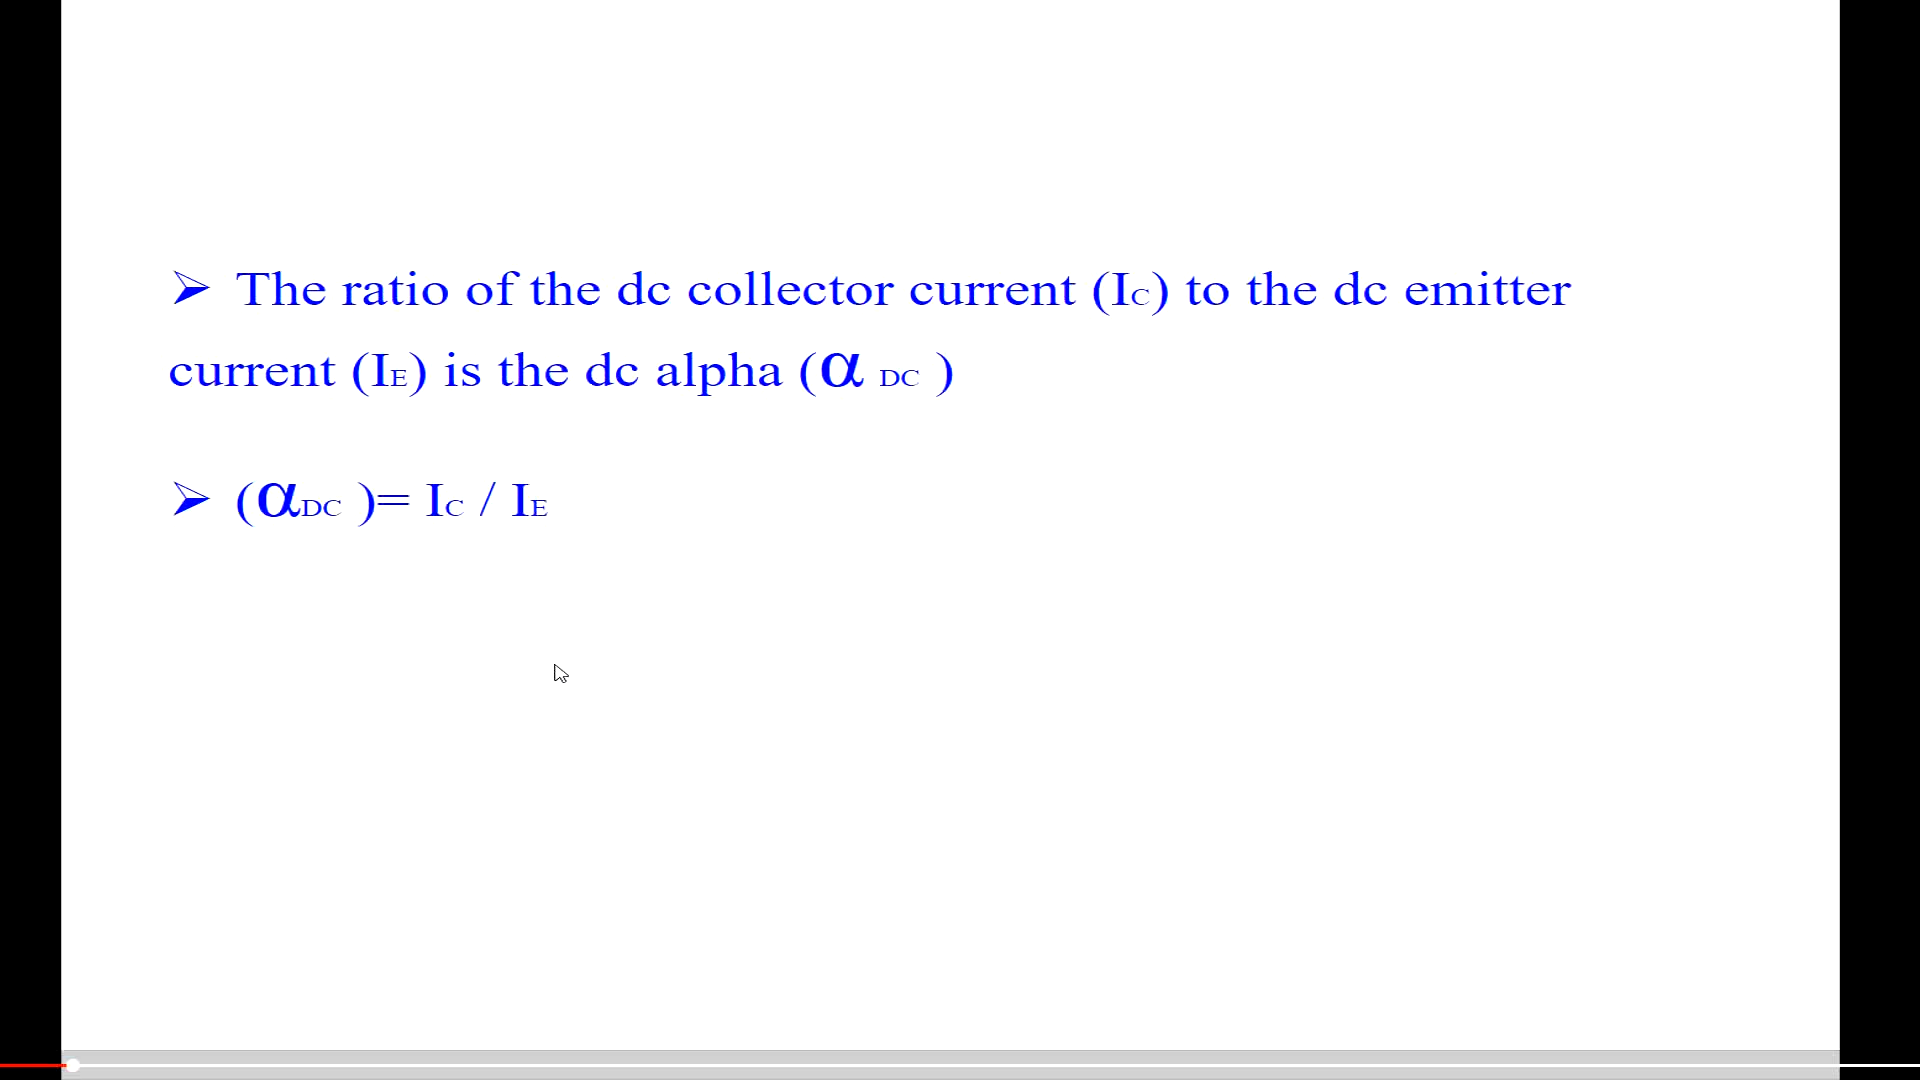 ➢ The ratio of the dc collector current (IC) to the dc emitter
current (IE) is the dc alpha (α DC )
➢ (αDC )= IC / IE